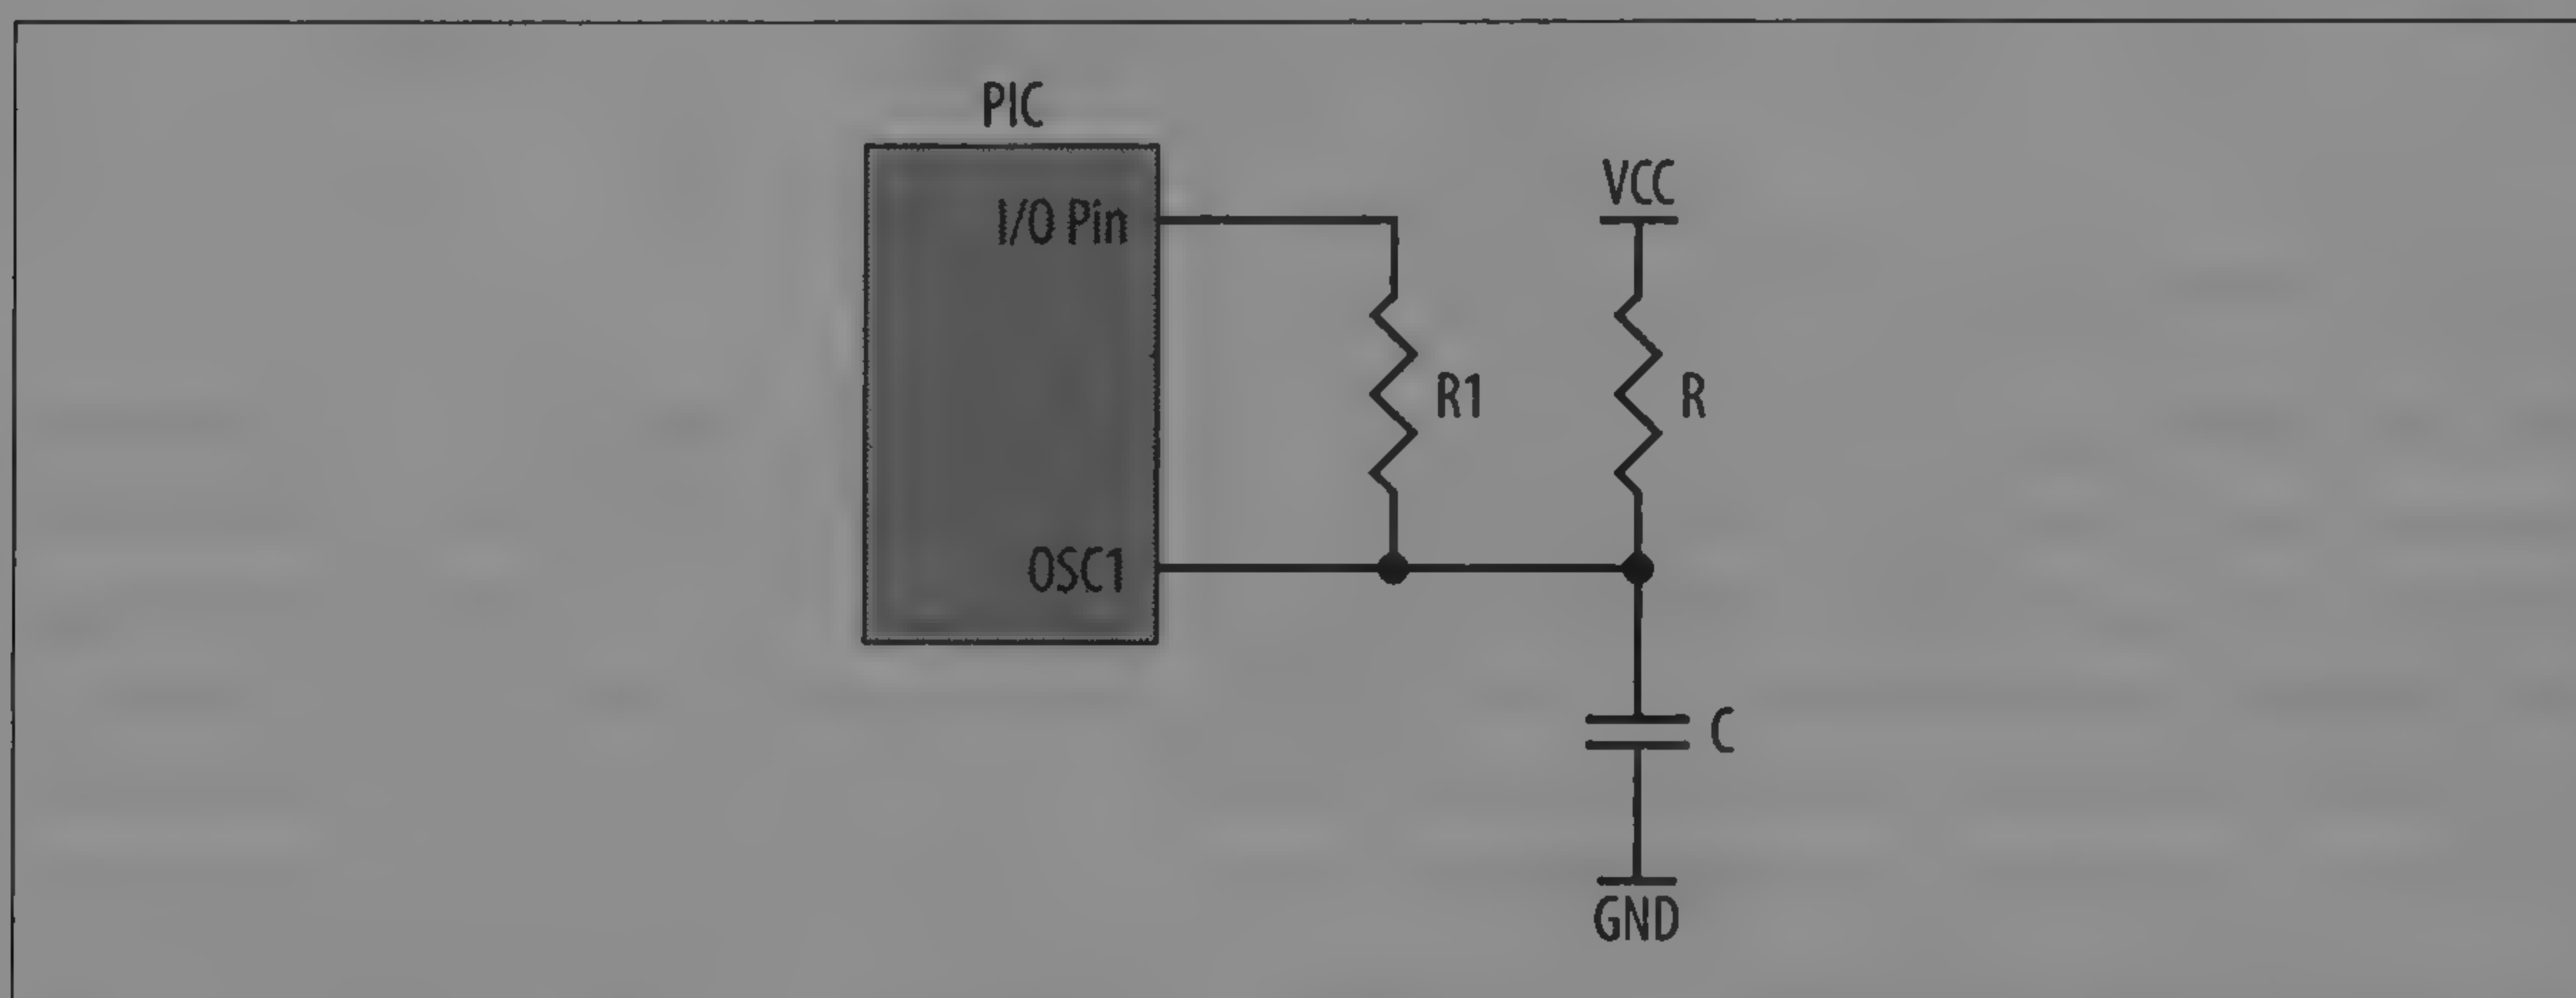 PIC
I/O Pin
VCC
R1
R
OSC1
C
GND